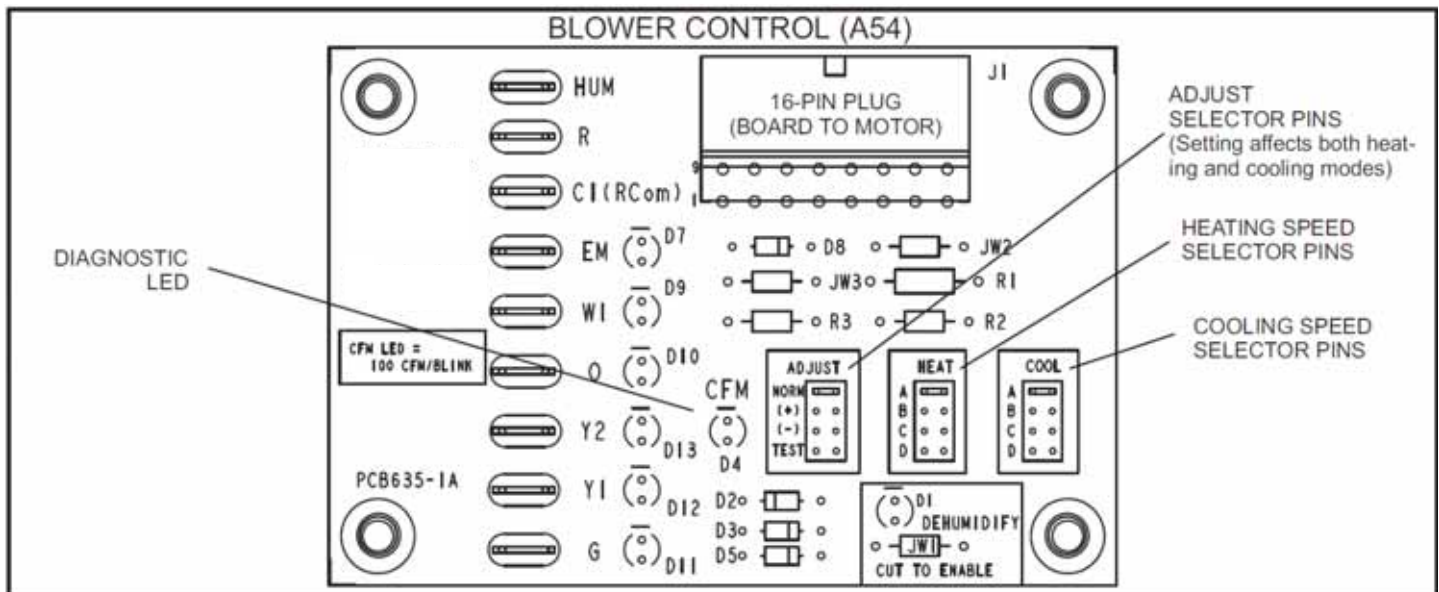 BLOWER CONTROL (A54)
HUM
R
C1(RCom)
EM
W1
O
Y2
Y1
G
D7
D9
D10
D13
D12
D11
J1
16-PIN PLUG
(BOARD TO MOTOR)
9
1
D8
JW2
JW3
R1
R3
R2
ADJUST
SELECTOR PINS
(Setting affects both heat-
ing and cooling modes)
HEATING SPEED
SELECTOR PINS
COOLING SPEED
SELECTOR PINS
DIAGNOSTIC
LED
CFM LED =
100 CFM/BLINK
CFM
D4
ADJUST
NORM
(+)
(-)
TEST
HEAT
A
B
C
D
COOL
A
B
C
D
PCB635-1A
D2
D3
D5
D1
DEHUMIDIFY
JW1
CUT TO ENABLE